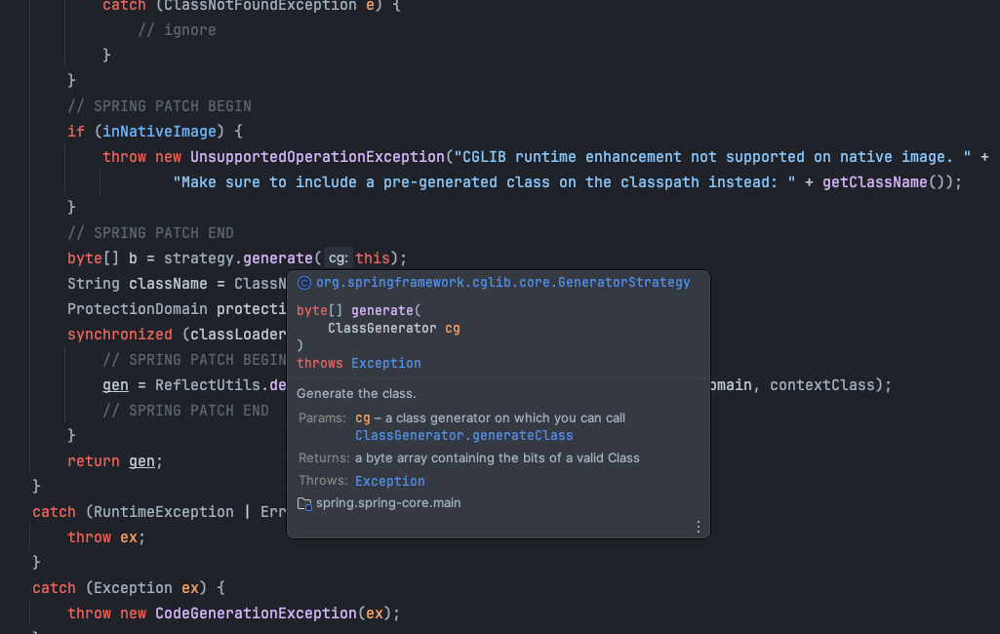 catch (ClassNotFoundException e) {
// ignore
}
}
// SPRING PATCH BEGIN
if (inNativeImage) {
throw new UnsupportedOperationException("CGLIB runtime enhancement not supported on native image. " +
"Make sure to include a pre-generated class on the classpath instead: " + getClassName());
}
// SPRING PATCH END
byte[] b = strategy.generate( cg: this);
String className = ClassN
ProtectionDomain protecti
synchronized (classLoader
// SPRING PATCH BEGIN
gen = ReflectUtils.de
omain, contextClass);
// SPRING PATCH END
}
return gen;
}
catch (RuntimeException | Err
throw ex;
}
catch (Exception ex) {
throw new CodeGenerationException(ex);
org.springframework.cglib.core.GeneratorStrategy
byte[] generate(
ClassGenerator cg
)
throws Exception
Generate the class.
Params: cg – a class generator on which you can call
ClassGenerator.generateClass
Returns: a byte array containing the bits of a valid Class
Throws: Exception
spring.spring-core.main